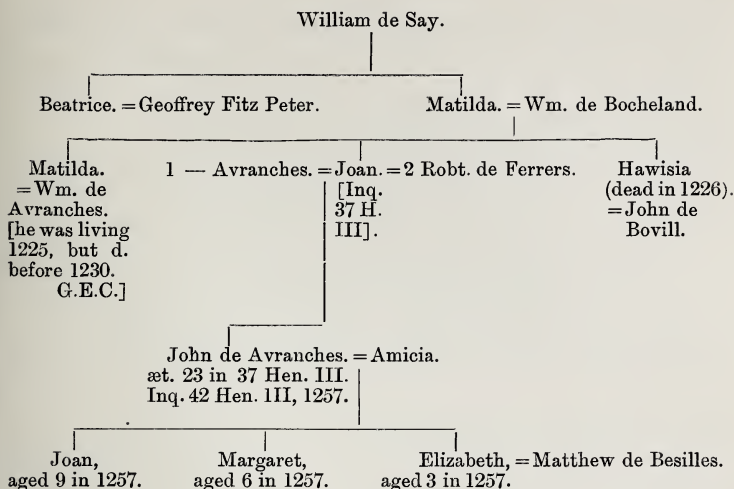 William de Say.
Beatrice. = Geoffrey Fitz Peter. Matilda. = Wm. de Bocheland.
Matilda. 1 — Avranches. = Joan. = 2 Robt. de Ferrers. Hawisia
= Wm. de [Inq. (dead in 1226).
Avranches. 37 H. = John de
[he was living III]. Bovill.
1225, but d.
before 1230.
G.E.C.]
John de Avranches. = Amicia.
æt. 23 in 37 Hen. III.
Inq. 42 Hen. III, 1257.
Joan, Margaret, Elizabeth, = Matthew de Besilles.
aged 9 in 1257. aged 6 in 1257. aged 3 in 1257.